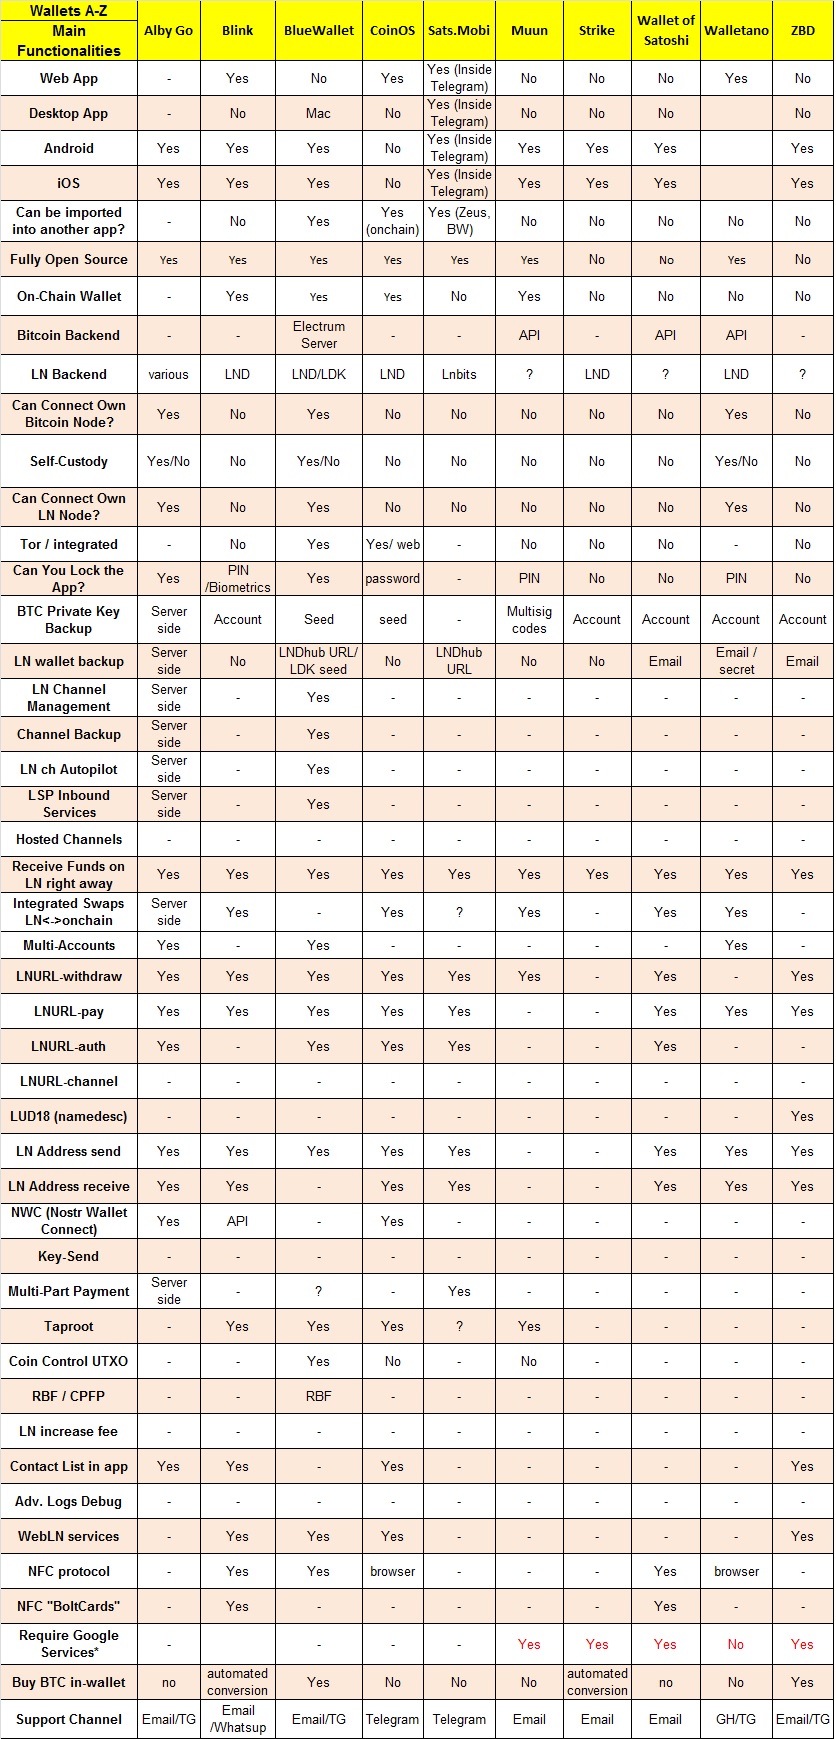 Wallets A-Z
Main Functionalities | Alby Go | Blink | BlueWallet | CoinOS | Sats.Mobi | Muun | Strike | Wallet of Satoshi | Walletano | ZBD
Web App | - | Yes | No | Yes | Yes (Inside Telegram) | No | No | No | Yes | No
Desktop App | - | No | Mac | No | Yes (Inside Telegram) | No | No | No | | No
Android | Yes | Yes | Yes | No | Yes (Inside Telegram) | Yes | Yes | Yes | | Yes
iOS | Yes | Yes | Yes | No | Yes (Inside Telegram) | Yes | Yes | Yes | | Yes
Can be imported into another app? | - | No | Yes | Yes (onchain) | Yes (Zeus, BW) | No | No | No | No | No
Fully Open Source | Yes | Yes | Yes | Yes | Yes | Yes | No | No | Yes | No
On-Chain Wallet | - | Yes | Yes | Yes | No | Yes | No | No | No | No
Bitcoin Backend | - | - | Electrum Server | - | - | API | - | API | API | -
LN Backend | various | LND | LND/LDK | LND | Lnbits | ? | LND | ? | LND | ?
Can Connect Own Bitcoin Node? | Yes | No | Yes | No | No | No | No | No | Yes | No
Self-Custody | Yes/No | No | Yes/No | No | No | No | No | No | Yes/No | No
Can Connect Own LN Node? | Yes | No | Yes | No | No | No | No | No | Yes | No
Tor / integrated | - | No | Yes | Yes/ web | - | No | No | No | - | No
Can You Lock the App? | Yes | PIN /Biometrics | Yes | password | - | PIN | No | No | PIN | No
BTC Private Key Backup | Server side | Account | Seed | seed | - | Multisig codes | Account | Account | Account | Account
LN wallet backup | Server side | No | LNDhub URL/ LDK seed | No | LNDhub URL | No | No | Email | Email / secret | Email
LN Channel Management | Server side | - | Yes | - | - | - | - | - | - | -
Channel Backup | Server side | - | Yes | - | - | - | - | - | - | -
LN ch Autopilot | Server side | - | Yes | - | - | - | - | - | - | -
LSP Inbound Services | Server side | - | Yes | - | - | - | - | - | - | -
Hosted Channels | - | - | - | - | - | - | - | - | - | -
Receive Funds on LN right away | Yes | Yes | Yes | Yes | Yes | Yes | Yes | Yes | Yes | Yes
Integrated Swaps LN<->onchain | Server side | Yes | - | Yes | ? | Yes | - | Yes | Yes | -
Multi-Accounts | Yes | - | Yes | - | - | - | - | - | Yes | -
LNURL-withdraw | Yes | Yes | Yes | Yes | Yes | Yes | - | Yes | - | Yes
LNURL-pay | Yes | Yes | Yes | Yes | Yes | - | - | Yes | Yes | Yes
LNURL-auth | Yes | - | Yes | Yes | Yes | - | - | Yes | - | -
LNURL-channel | - | - | - | - | - | - | - | - | - | -
LUD18 (namedesc) | - | - | - | - | - | - | - | - | - | Yes
LN Address send | Yes | Yes | Yes | Yes | Yes | - | - | Yes | Yes | Yes
LN Address receive | Yes | Yes | - | Yes | Yes | - | - | Yes | Yes | Yes
NWC (Nostr Wallet Connect) | Yes | API | - | Yes | - | - | - | - | - | -
Key-Send | - | - | - | - | - | - | - | - | - | -
Multi-Part Payment | Server side | - | ? | - | Yes | - | - | - | - | -
Taproot | - | Yes | Yes | Yes | ? | Yes | - | - | - | -
Coin Control UTXO | - | - | Yes | No | - | No | - | - | - | -
RBF / CPFP | - | - | RBF | - | - | - | - | - | - | -
LN increase fee | - | - | - | - | - | - | - | - | - | -
Contact List in app | Yes | Yes | - | Yes | - | - | - | - | - | Yes
Adv. Logs Debug | - | - | - | - | - | - | - | - | - | -
WebLN services | - | Yes | Yes | Yes | - | - | - | - | - | Yes
NFC protocol | - | Yes | Yes | browser | - | - | - | Yes | browser | -
NFC "BoltCards" | - | Yes | - | - | - | - | - | Yes | - | -
Require Google Services* | - | | - | - | - | Yes | Yes | Yes | No | Yes
Buy BTC in-wallet | no | automated conversion | Yes | No | No | No | automated conversion | no | No | Yes
Support Channel | Email/TG | Email /Whatsup | Email/TG | Telegram | Telegram | Email | Email | Email | GH/TG | Email/TG